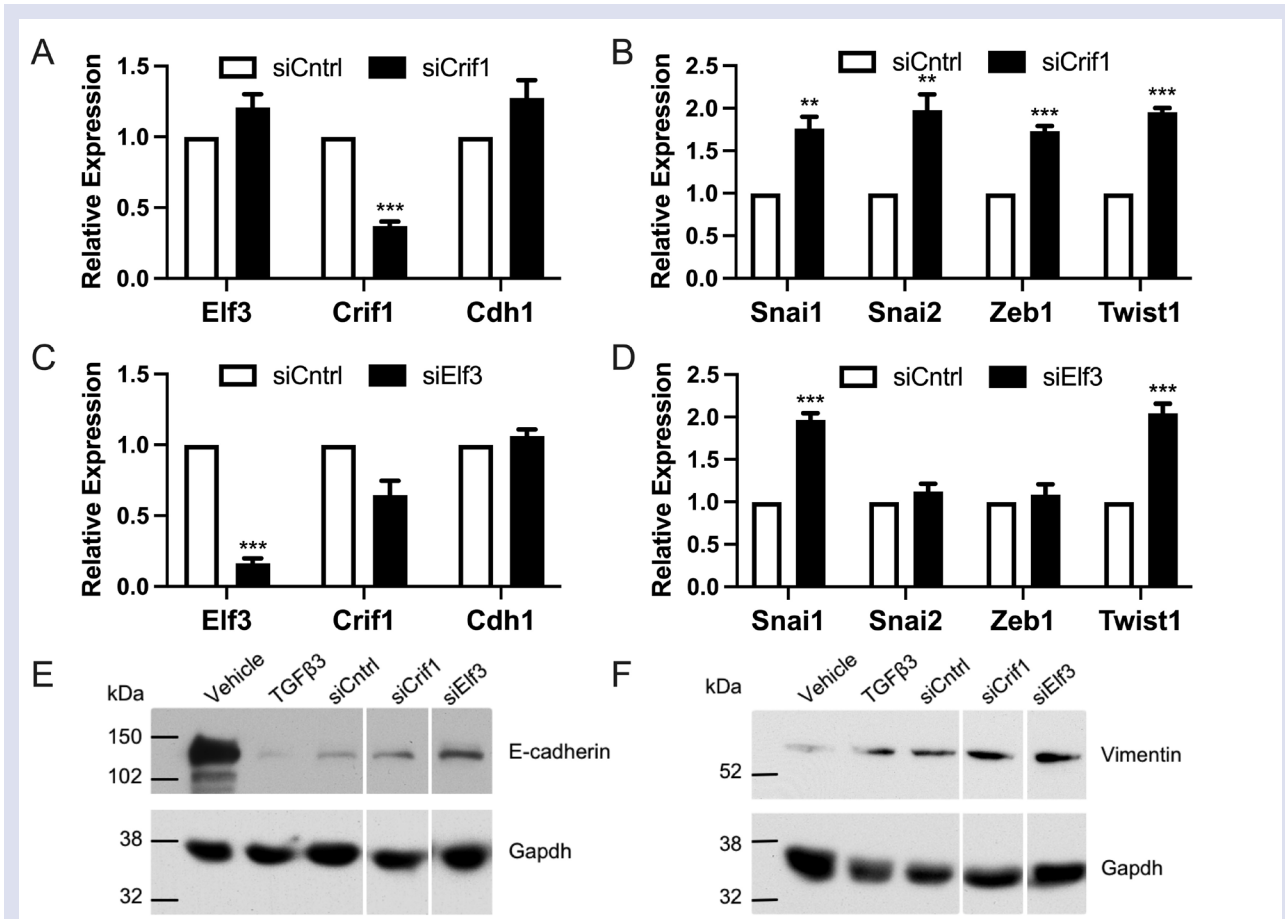 A
siCntrl siCrif1
Relative Expression
1.5
1.0
0.5
0.0
***
Elf3 Crif1 Cdh1
B
siCntrl siCrif1
Relative Expression
2.5
2.0
1.5
1.0
0.5
0.0
** ** *** ***
Snai1 Snai2 Zeb1 Twist1
C
siCntrl siElf3
Relative Expression
1.5
1.0
0.5
0.0
***
Elf3 Crif1 Cdh1
D
siCntrl siElf3
Relative Expression
2.5
2.0
1.5
1.0
0.5
0.0
*** ***
Snai1 Snai2 Zeb1 Twist1
E
kDa
Vehicle TGFβ3 siCntrl siCrif1 siElf3
150
102
E-cadherin
38
32
Gapdh
F
kDa
Vehicle TGFβ3 siCntrl siCrif1 siElf3
52
Vimentin
38
32
Gapdh